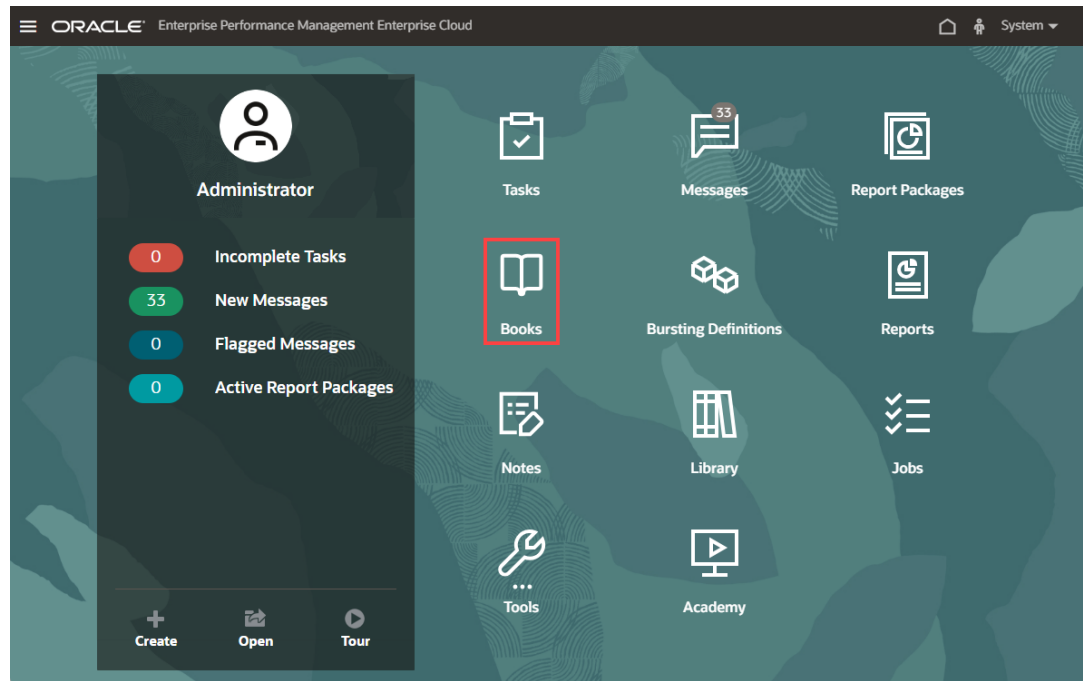 ORACLE® Enterprise Performance Management Enterprise Cloud
System
Administrator
0 Incomplete Tasks
33 New Messages
0 Flagged Messages
0 Active Report Packages
Create Open Tour
33
Tasks Messages Report Packages
Books Bursting Definitions Reports
Notes Library Jobs
Tools Academy